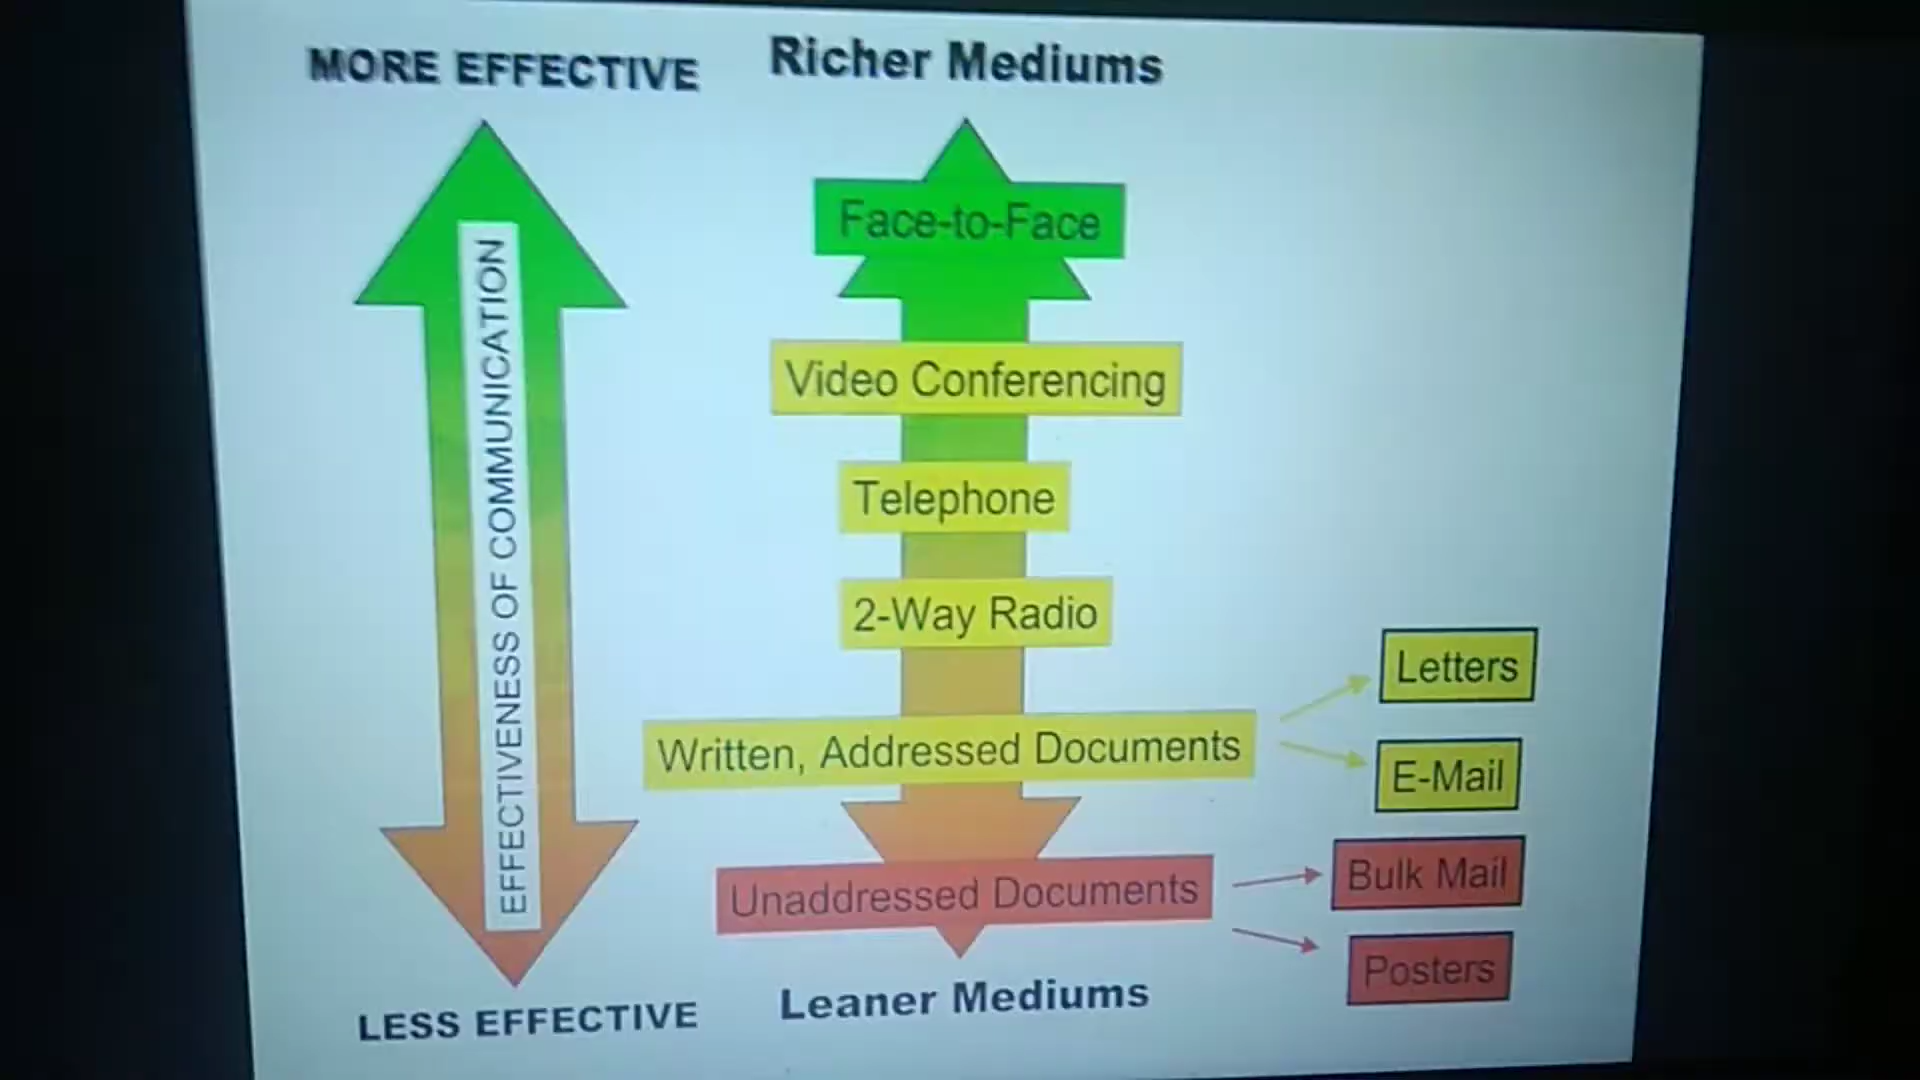 MORE EFFECTIVE
Richer Mediums
EFFECTIVENESS OF COMMUNICATION
Face-to-Face
Video Conferencing
Telephone
2-Way Radio
Written, Addressed Documents
Letters
E-Mail
Unaddressed Documents
Bulk Mail
Posters
LESS EFFECTIVE
Leaner Mediums